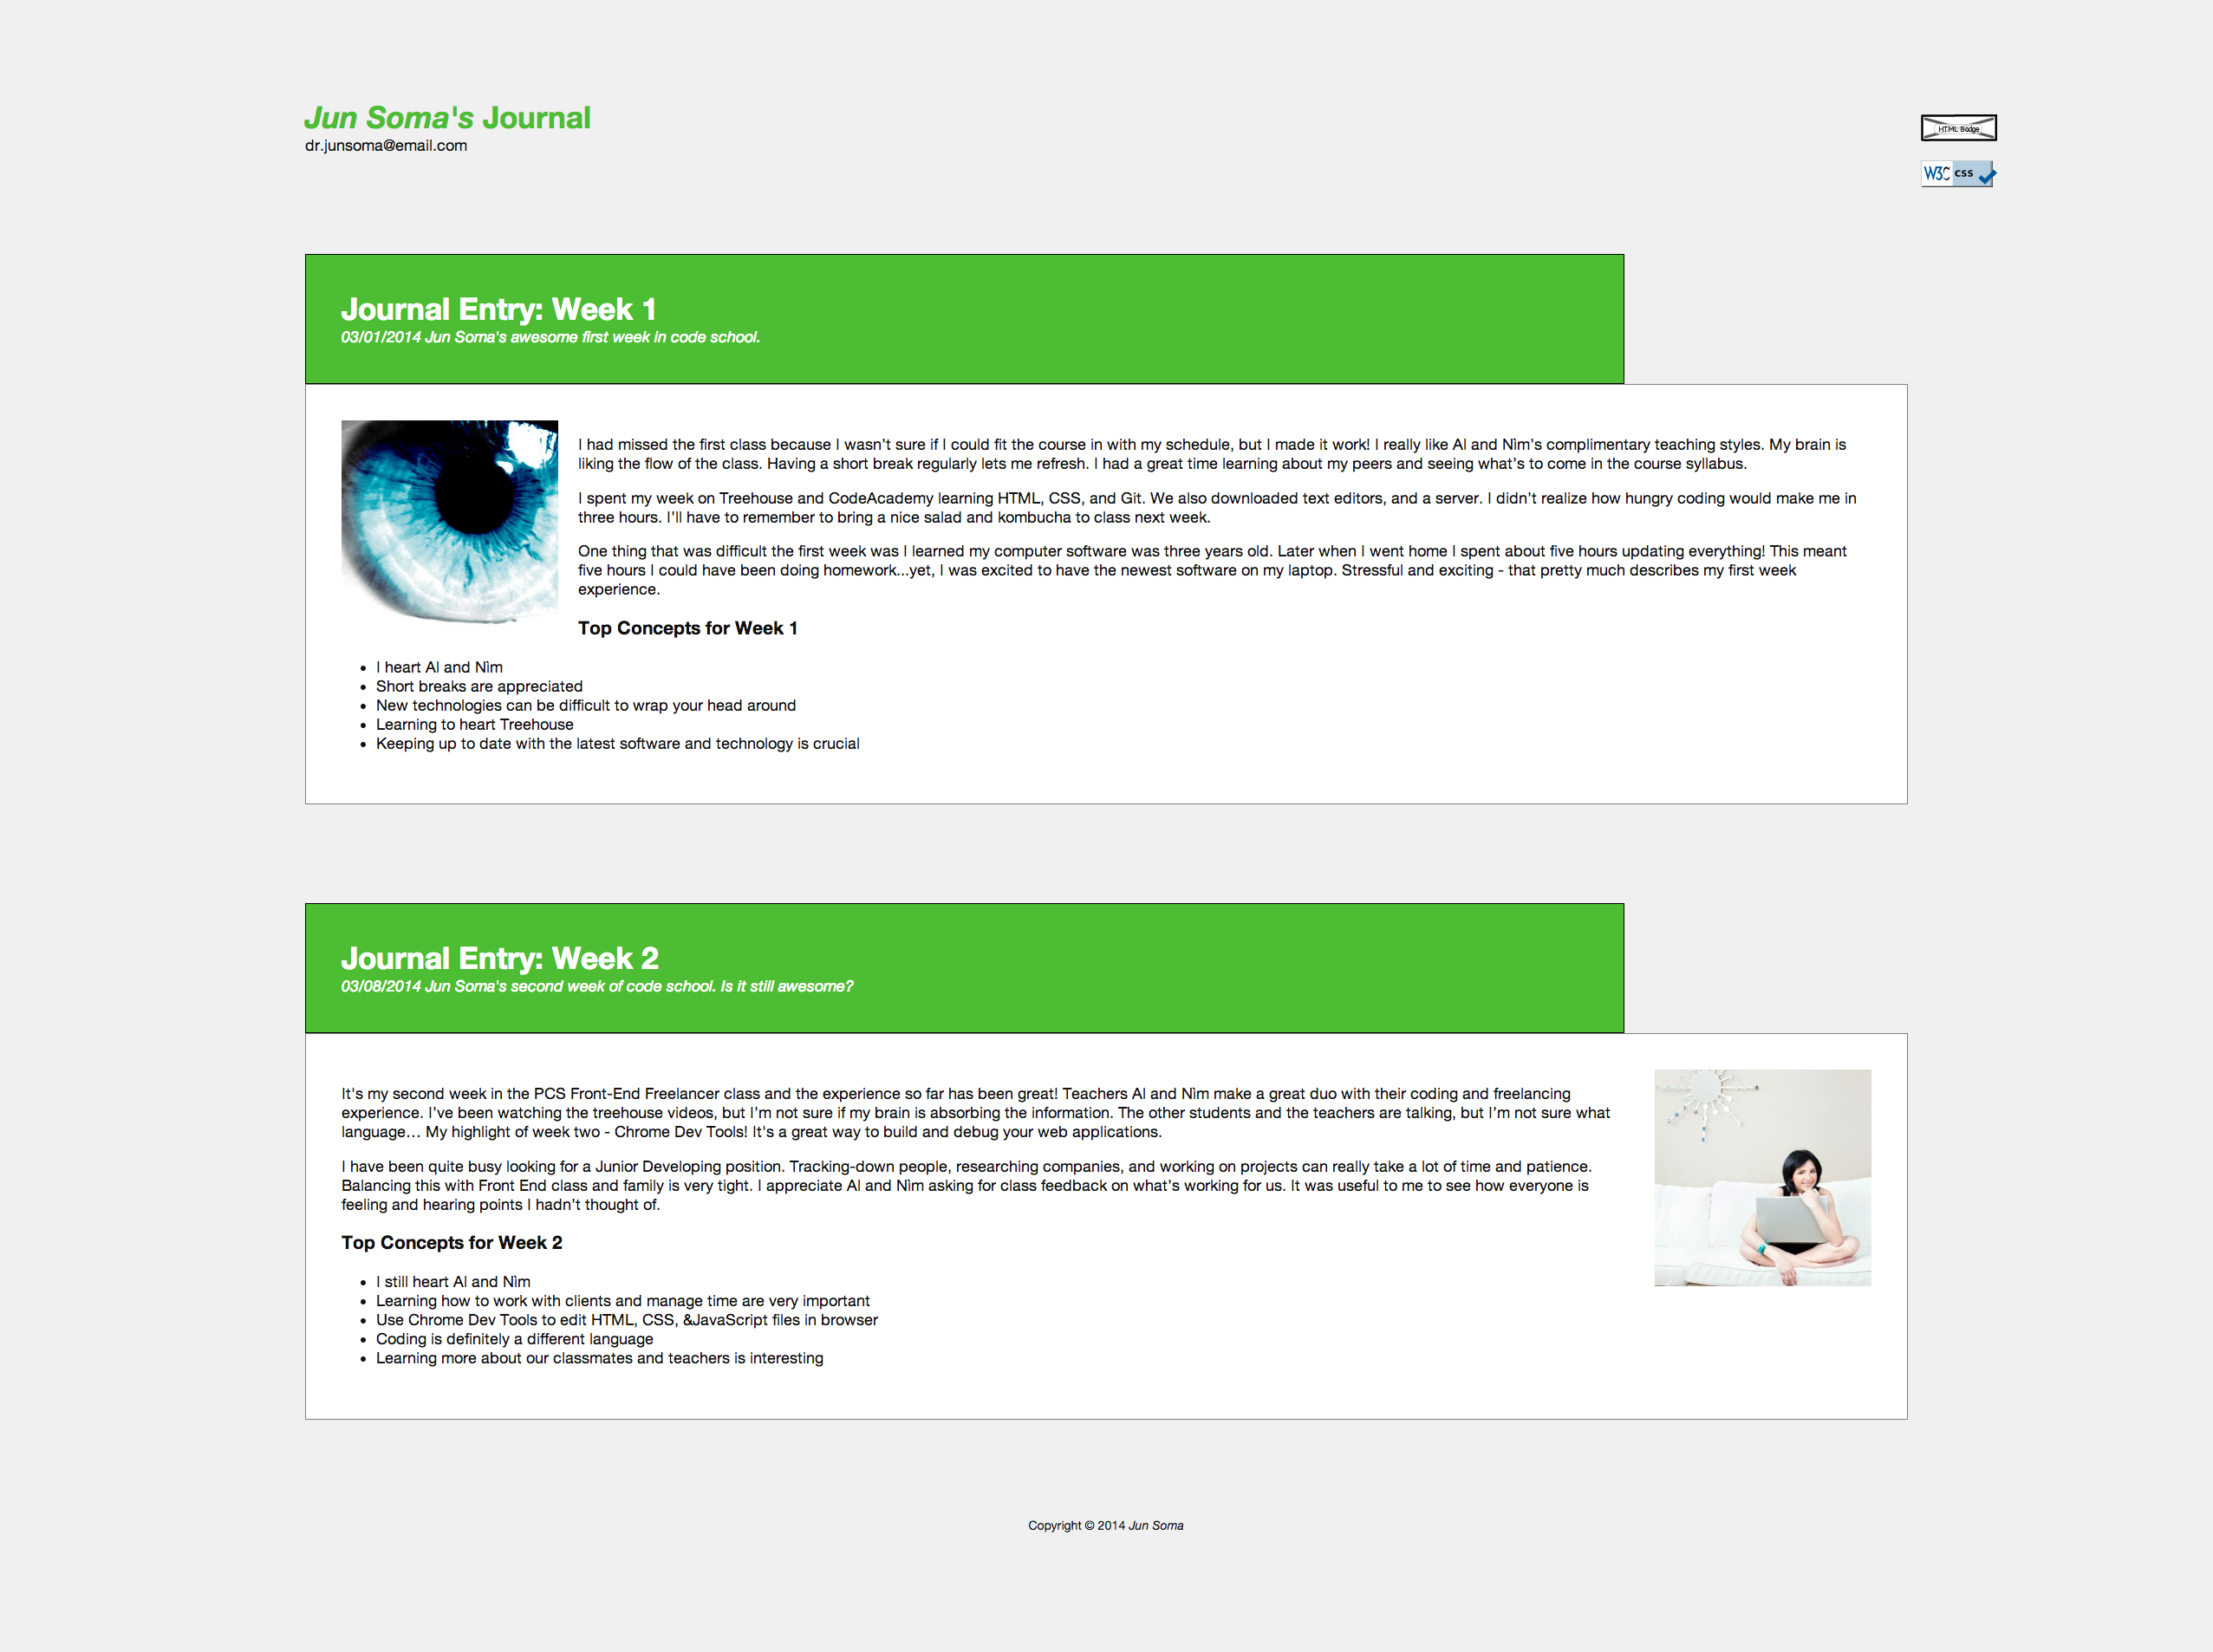 Jun Soma's Journal
dr.junsoma@email.com
HTML Badge
W3C css
Journal Entry: Week 1
03/01/2014 Jun Soma's awesome first week in code school.
I had missed the first class because I wasn't sure if I could fit the course in with my schedule, but I made it work! I really like Al and Nìm's complimentary teaching styles. My brain is
liking the flow of the class. Having a short break regularly lets me refresh. I had a great time learning about my peers and seeing what's to come in the course syllabus.
I spent my week on Treehouse and CodeAcademy learning HTML, CSS, and Git. We also downloaded text editors, and a server. I didn't realize how hungry coding would make me in
three hours. I'll have to remember to bring a nice salad and kombucha to class next week.
One thing that was difficult the first week was I learned my computer software was three years old. Later when I went home I spent about five hours updating everything! This meant
five hours I could have been doing homework...yet, I was excited to have the newest software on my laptop. Stressful and exciting - that pretty much describes my first week
experience.
Top Concepts for Week 1
• I heart Al and Nìm
• Short breaks are appreciated
• New technologies can be difficult to wrap your head around
• Learning to heart Treehouse
• Keeping up to date with the latest software and technology is crucial
Journal Entry: Week 2
03/08/2014 Jun Soma's second week of code school. Is it still awesome?
It's my second week in the PCS Front-End Freelancer class and the experience so far has been great! Teachers Al and Nìm make a great duo with their coding and freelancing
experience. I've been watching the treehouse videos, but I'm not sure if my brain is absorbing the information. The other students and the teachers are talking, but I'm not sure what
language… My highlight of week two - Chrome Dev Tools! It's a great way to build and debug your web applications.
I have been quite busy looking for a Junior Developing position. Tracking-down people, researching companies, and working on projects can really take a lot of time and patience.
Balancing this with Front End class and family is very tight. I appreciate Al and Nìm asking for class feedback on what's working for us. It was useful to me to see how everyone is
feeling and hearing points I hadn't thought of.
Top Concepts for Week 2
• I still heart Al and Nìm
• Learning how to work with clients and manage time are very important
• Use Chrome Dev Tools to edit HTML, CSS, &JavaScript files in browser
• Coding is definitely a different language
• Learning more about our classmates and teachers is interesting
Copyright © 2014 Jun Soma